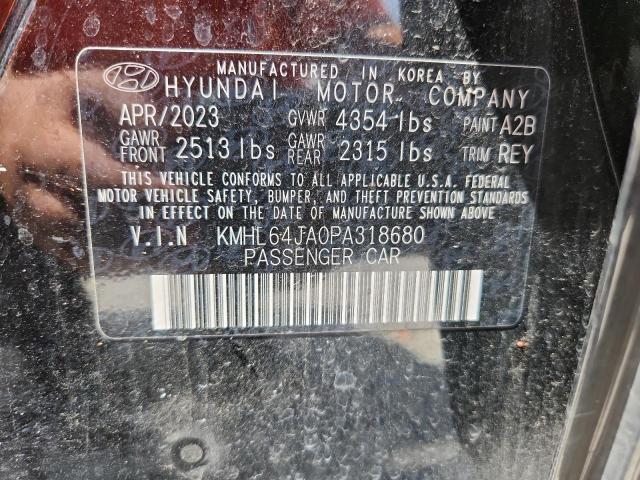 MANUFACTURED IN KOREA BY
HYUNDAI MOTOR COMPANY
APR/2023 GVWR 4354 lbs PAINT A2B
GAWR FRONT 2513 lbs GAWR REAR 2315 lbs TRIM REY
THIS VEHICLE CONFORMS TO ALL APPLICABLE U.S.A. FEDERAL
MOTOR VEHICLE SAFETY, BUMPER, AND THEFT PREVENTION STANDARDS
IN EFFECT ON THE DATE OF MANUFACTURE SHOWN ABOVE
V.I.N KMHL64JA0PA318680
PASSENGER CAR